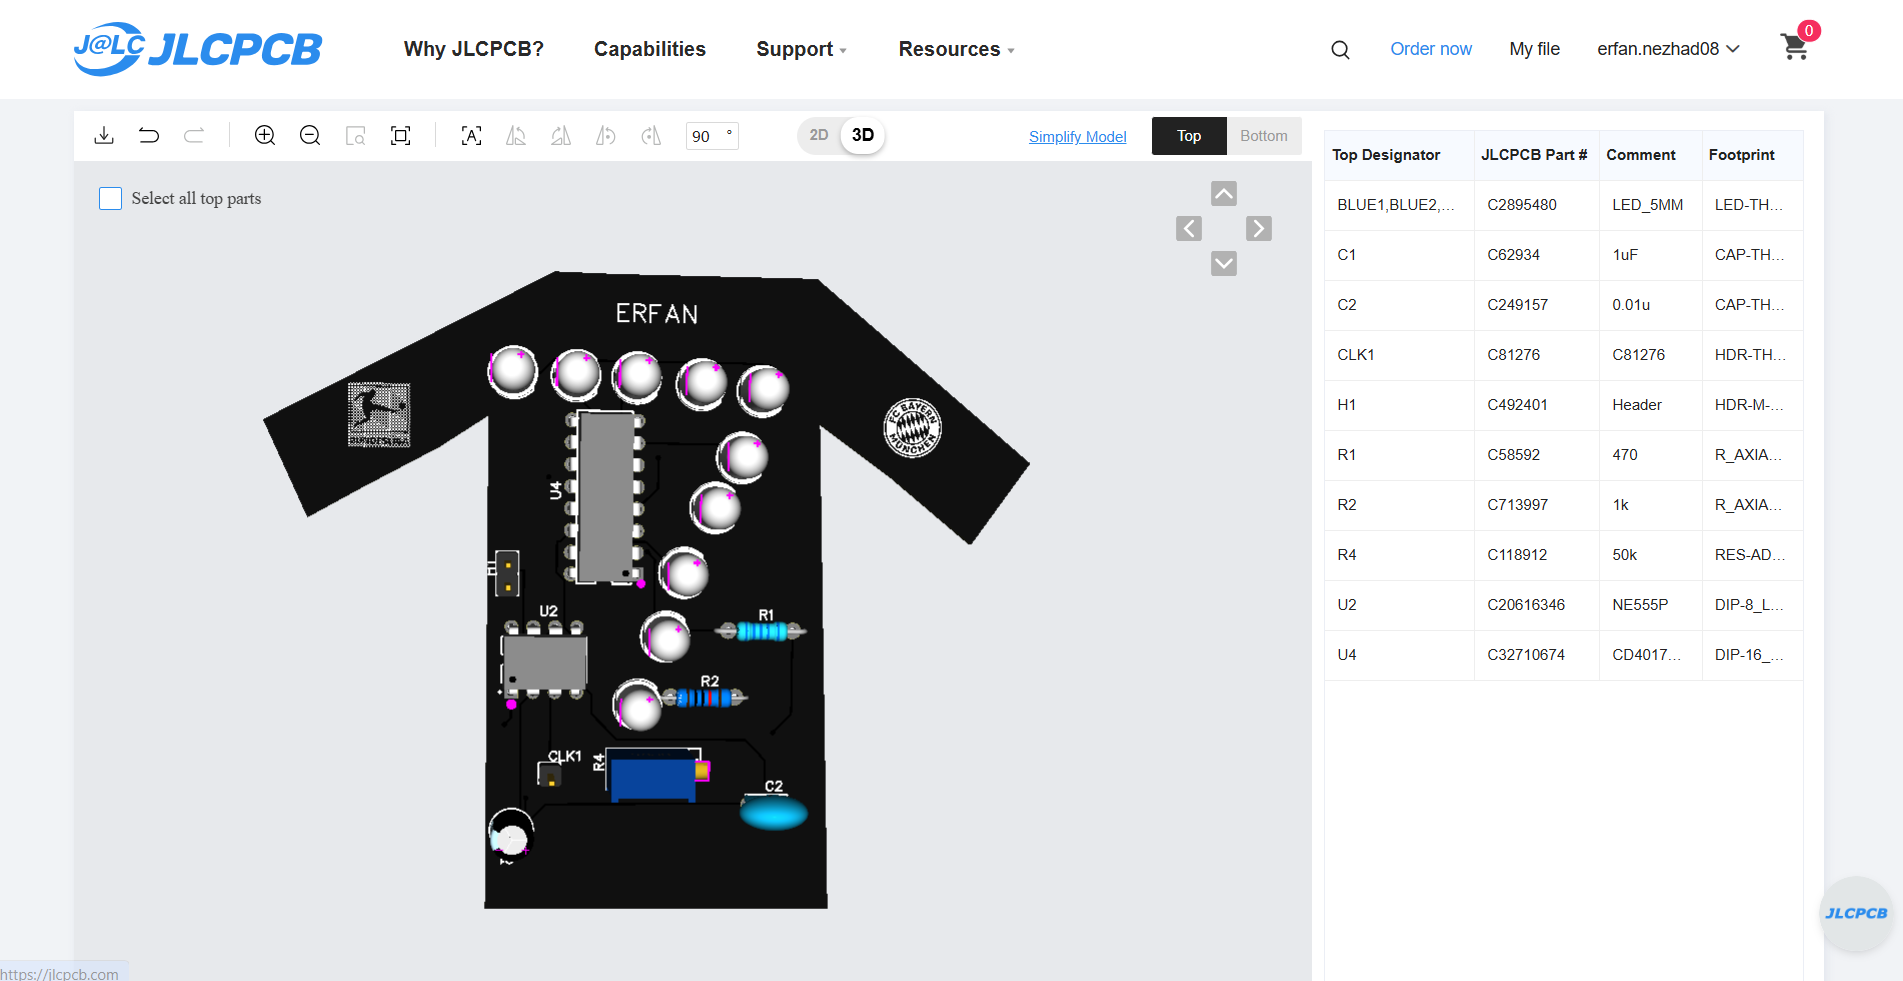 J@LC JLCPCB
Why JLCPCB?
Capabilities
Support
Resources
Order now
My file
erfan.nezhad08
0
90 °
2D
3D
Simplify Model
Top
Bottom
Select all top parts
ERFAN
FC BAYERN
MÜNCHEN
U4
H1
U2
R1
R2
CLK1
R4
C2
Top Designator JLCPCB Part # Comment Footprint
BLUE1,BLUE2,... C2895480 LED_5MM LED-TH...
C1 C62934 1uF CAP-TH...
C2 C249157 0.01u CAP-TH...
CLK1 C81276 C81276 HDR-TH...
H1 C492401 Header HDR-M-...
R1 C58592 470 R_AXIA...
R2 C713997 1k R_AXIA...
R4 C118912 50k RES-AD...
U2 C20616346 NE555P DIP-8_L...
U4 C32710674 CD4017... DIP-16_...
JLCPCB
https://jlcpcb.com